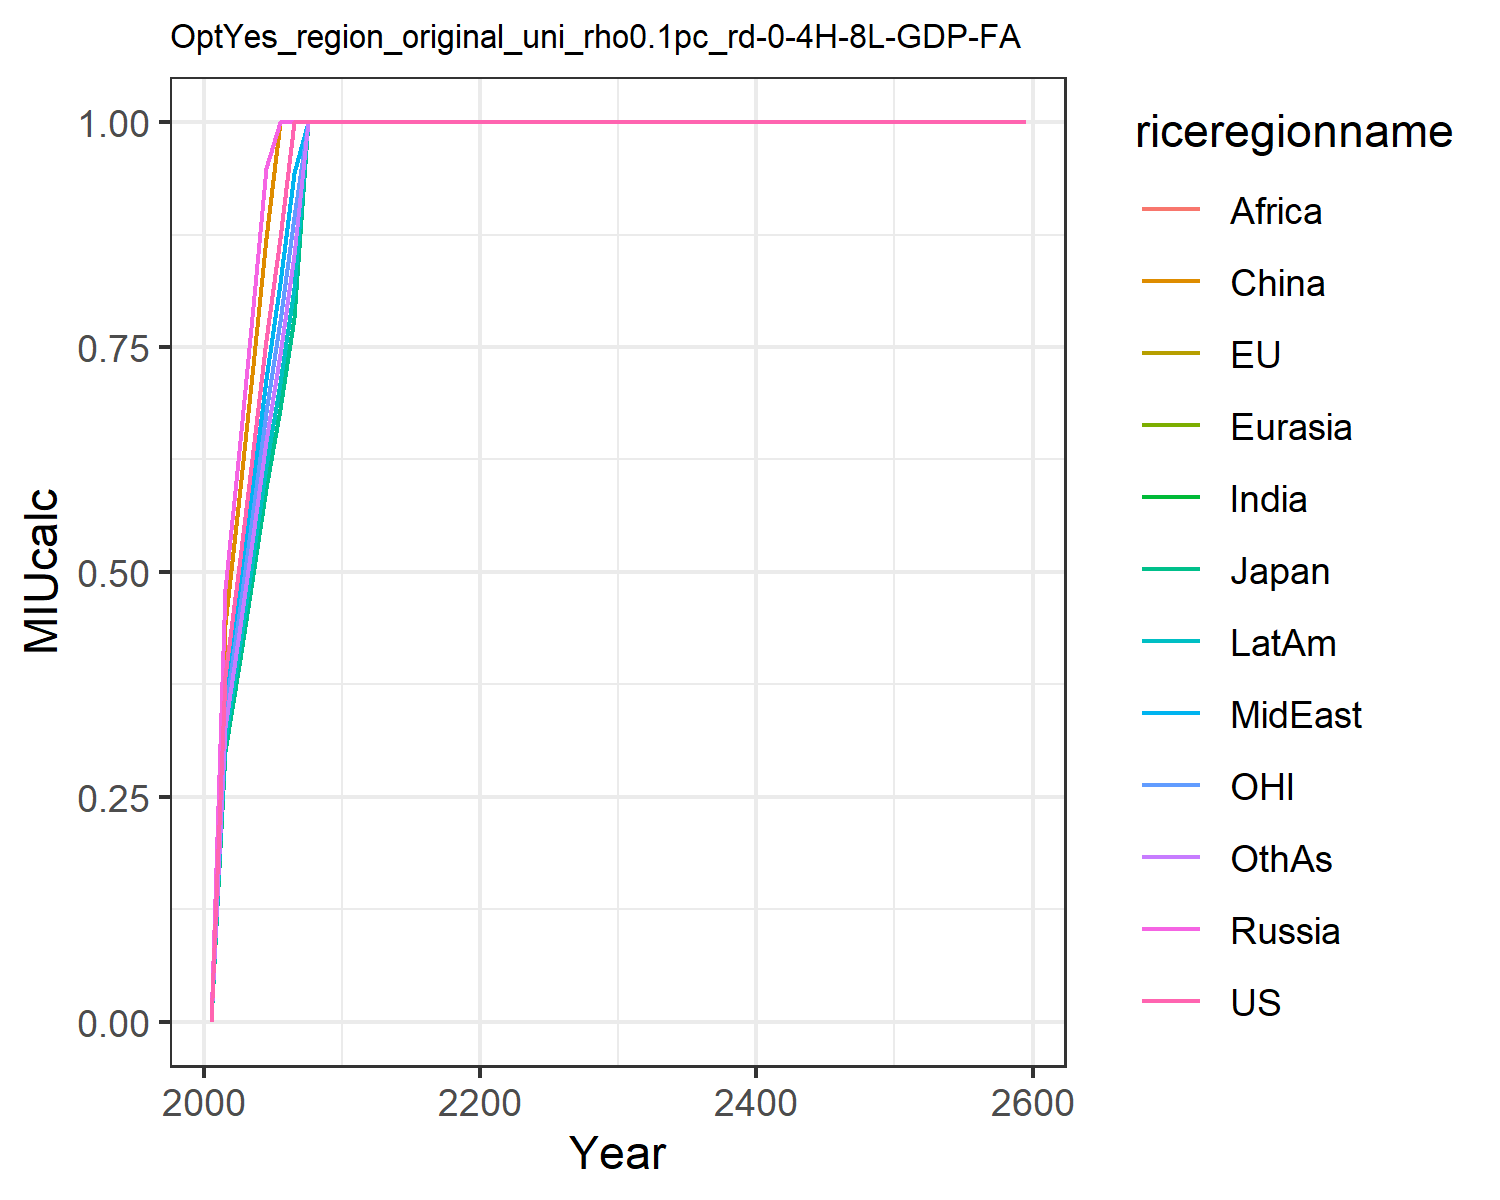 OptYes_region_original_uni_rho0.1pc_rd-0-4H-8L-GDP-FA
1.00
0.75
0.50
0.25
0.00
MIUcalc
2000 2200 2400 2600
Year
riceregionname
Africa
China
EU
Eurasia
India
Japan
LatAm
MidEast
OHI
OthAs
Russia
US